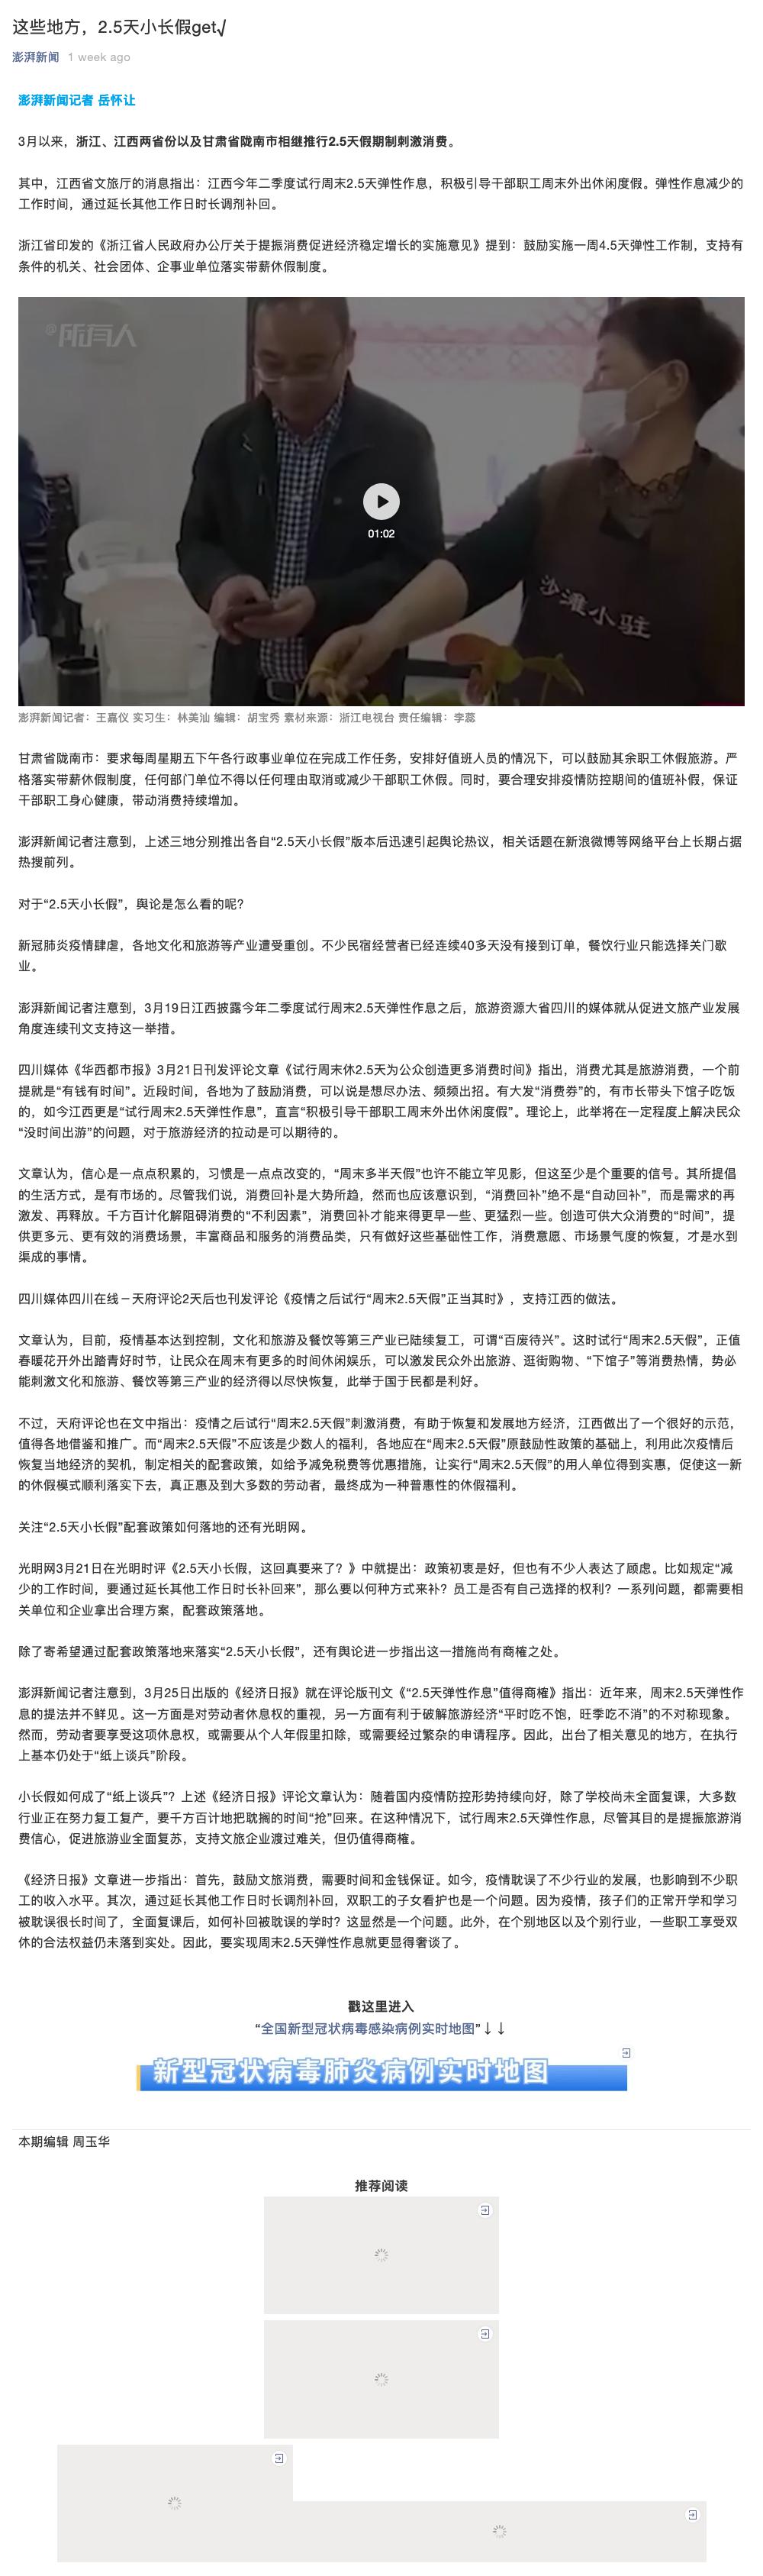 这些地方，2.5天小长假get√
澎湃新闻 1 week ago
澎湃新闻记者 岳怀让
3月以来，浙江、江西两省份以及甘肃省陇南市相继推行2.5天假期制刺激消费。
其中，江西省文旅厅的消息指出：江西今年二季度试行周末2.5天弹性作息，积极引导干部职工周末外出休闲度假。弹性作息减少的
工作时间，通过延长其他工作日时长调剂补回。
浙江省印发的《浙江省人民政府办公厅关于提振消费促进经济稳定增长的实施意见》提到：鼓励实施一周4.5天弹性工作制，支持有
条件的机关、社会团体、企事业单位落实带薪休假制度。
@所有人
01:02
沙滩小驻
澎湃新闻记者：王嘉仪 实习生：林美汕 编辑：胡宝秀 素材来源：浙江电视台 责任编辑：李蕊
甘肃省陇南市：要求每周星期五下午各行政事业单位在完成工作任务，安排好值班人员的情况下，可以鼓励其余职工休假旅游。严
格落实带薪休假制度，任何部门单位不得以任何理由取消或减少干部职工休假。同时，要合理安排疫情防控期间的值班补假，保证
干部职工身心健康，带动消费持续增加。
澎湃新闻记者注意到，上述三地分别推出各自“2.5天小长假”版本后迅速引起舆论热议，相关话题在新浪微博等网络平台上长期占据
热搜前列。
对于“2.5天小长假”，舆论是怎么看的呢?
新冠肺炎疫情肆虐，各地文化和旅游等产业遭受重创。不少民宿经营者已经连续40多天没有接到订单，餐饮行业只能选择关门歇
业。
澎湃新闻记者注意到，3月19日江西披露今年二季度试行周末2.5天弹性作息之后，旅游资源大省四川的媒体就从促进文旅产业发展
角度连续刊文支持这一举措。
四川媒体《华西都市报》3月21日刊发评论文章《试行周末休2.5天为公众创造更多消费时间》指出，消费尤其是旅游消费，一个前
提就是“有钱有时间”。近段时间，各地为了鼓励消费，可以说是想尽办法、频频出招。有大发“消费券”的，有市长带头下馆子吃饭
的，如今江西更是“试行周末2.5天弹性作息”，直言“积极引导干部职工周末外出休闲度假”。理论上，此举将在一定程度上解决民众
“没时间出游”的问题，对于旅游经济的拉动是可以期待的。
文章认为，信心是一点点积累的，习惯是一点点改变的，“周末多半天假”也许不能立竿见影，但这至少是个重要的信号。其所提倡
的生活方式，是有市场的。尽管我们说，消费回补是大势所趋，然而也应该意识到，“消费回补”绝不是“自动回补”，而是需求的再
激发、再释放。千方百计化解阻碍消费的“不利因素”，消费回补才能来得更早一些、更猛烈一些。创造可供大众消费的“时间”，提
供更多元、更有效的消费场景，丰富商品和服务的消费品类，只有做好这些基础性工作，消费意愿、市场景气度的恢复，才是水到
渠成的事情。
四川媒体四川在线－天府评论2天后也刊发评论《疫情之后试行“周末2.5天假”正当其时》，支持江西的做法。
文章认为，目前，疫情基本达到控制，文化和旅游及餐饮等第三产业已陆续复工，可谓“百废待兴”。这时试行“周末2.5天假”，正值
春暖花开外出踏青好时节，让民众在周末有更多的时间休闲娱乐，可以激发民众外出旅游、逛街购物、“下馆子”等消费热情，势必
能刺激文化和旅游、餐饮等第三产业的经济得以尽快恢复，此举于国于民都是利好。
不过，天府评论也在文中指出：疫情之后试行“周末2.5天假”刺激消费，有助于恢复和发展地方经济，江西做出了一个很好的示范，
值得各地借鉴和推广。而“周末2.5天假”不应该是少数人的福利，各地应在“周末2.5天假”原鼓励性政策的基础上，利用此次疫情后
恢复当地经济的契机，制定相关的配套政策，如给予减免税费等优惠措施，让实行“周末2.5天假”的用人单位得到实惠，促使这一新
的休假模式顺利落实下去，真正惠及到大多数的劳动者，最终成为一种普惠性的休假福利。
关注“2.5天小长假”配套政策如何落地的还有光明网。
光明网3月21日在光明时评《2.5天小长假，这回真要来了？》中就提出：政策初衷是好，但也有不少人表达了顾虑。比如规定“减
少的工作时间，要通过延长其他工作日时长补回来”，那么要以何种方式来补？员工是否有自己选择的权利？一系列问题，都需要相
关单位和企业拿出合理方案，配套政策落地。
除了寄希望通过配套政策落地来落实“2.5天小长假”，还有舆论进一步指出这一措施尚有商榷之处。
澎湃新闻记者注意到，3月25日出版的《经济日报》就在评论版刊文《“2.5天弹性作息”值得商榷》指出：近年来，周末2.5天弹性作
息的提法并不鲜见。这一方面是对劳动者休息权的重视，另一方面有利于破解旅游经济“平时吃不饱，旺季吃不消”的不对称现象。
然而，劳动者要享受这项休息权，或需要从个人年假里扣除，或需要经过繁杂的申请程序。因此，出台了相关意见的地方，在执行
上基本仍处于“纸上谈兵”阶段。
小长假如何成了“纸上谈兵”？上述《经济日报》评论文章认为：随着国内疫情防控形势持续向好，除了学校尚未全面复课，大多数
行业正在努力复工复产，要千方百计地把耽搁的时间“抢”回来。在这种情况下，试行周末2.5天弹性作息，尽管其目的是提振旅游消
费信心，促进旅游业全面复苏，支持文旅企业渡过难关，但仍值得商榷。
《经济日报》文章进一步指出：首先，鼓励文旅消费，需要时间和金钱保证。如今，疫情耽误了不少行业的发展，也影响到不少职
工的收入水平。其次，通过延长其他工作日时长调剂补回，双职工的子女看护也是一个问题。因为疫情，孩子们的正常开学和学习
被耽误很长时间了，全面复课后，如何补回被耽误的学时？这显然是一个问题。此外，在个别地区以及个别行业，一些职工享受双
休的合法权益仍未落到实处。因此，要实现周末2.5天弹性作息就更显得奢谈了。
戳这里进入
“全国新型冠状病毒感染病例实时地图”↓↓
新型冠状病毒肺炎病例实时地图
本期编辑 周玉华
推荐阅读